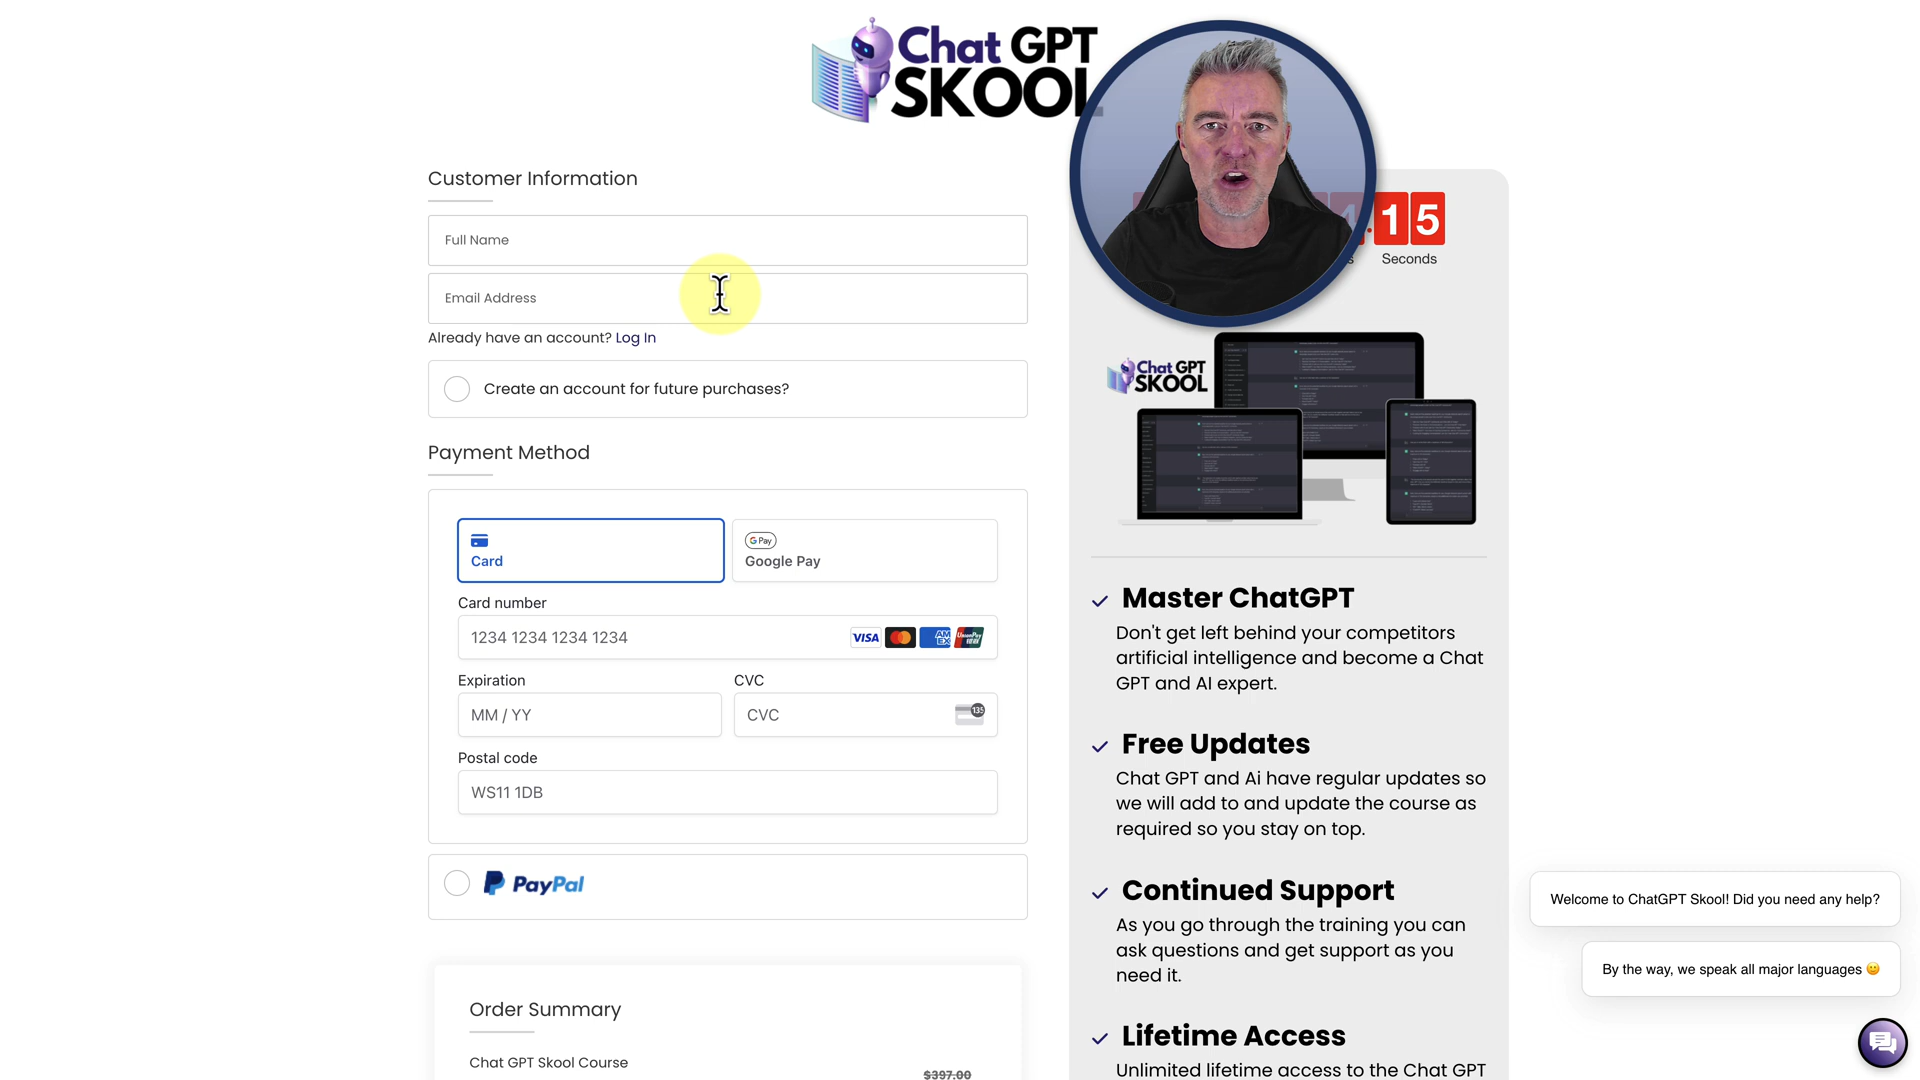 Chat GPT
SKOOL
Customer Information
Full Name
Email Address
Already have an account? Log In
Create an account for future purchases?
Payment Method
Card
G Pay
Google Pay
Card number
1234 1234 1234 1234
VISA
AM EX
UnionPay
Expiration
CVC
MM / YY
CVC
135
Postal code
WS11 1DB
PayPal
Order Summary
Chat GPT Skool Course
$397.00
15
Seconds
Chat GPT
SKOOL
Master ChatGPT
Don't get left behind your competitors
artificial intelligence and become a Chat
GPT and AI expert.
Free Updates
Chat GPT and Ai have regular updates so
we will add to and update the course as
required so you stay on top.
Continued Support
As you go through the training you can
ask questions and get support as you
need it.
Lifetime Access
Unlimited lifetime access to the Chat GPT
Welcome to ChatGPT Skool! Did you need any help?
By the way, we speak all major languages